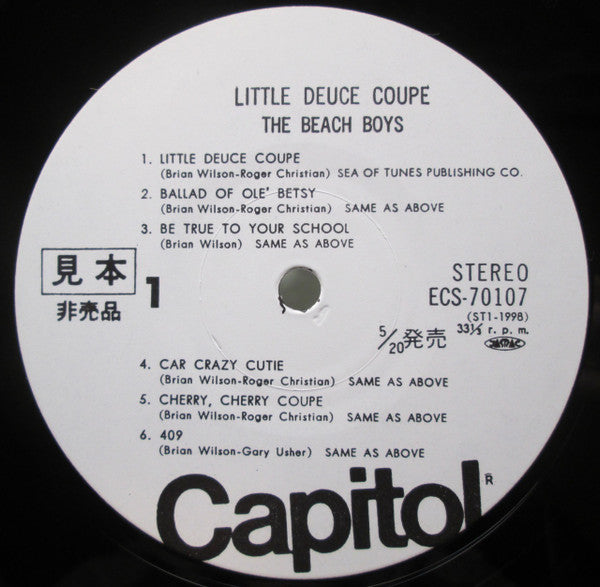 LITTLE DEUCE COUPE
THE BEACH BOYS
1. LITTLE DEUCE COUPE
(Brian Wilson-Roger Christian) SEA OF TUNES PUBLISHING CO.
2. BALLAD OF OLE' BETSY
(Brian Wilson-Roger Christian) SAME AS ABOVE
3. BE TRUE TO YOUR SCHOOL
(Brian Wilson) SAME AS ABOVE
見本
非売品
1
STEREO
ECS-70107
(ST1-1998)
33⅓ r. p. m.
5/20発売
JASRAC
4. CAR CRAZY CUTIE
(Brian Wilson-Roger Christian) SAME AS ABOVE
5. CHERRY, CHERRY COUPE
(Brian Wilson-Roger Christian) SAME AS ABOVE
6. 409
(Brian Wilson-Gary Usher) SAME AS ABOVE
Capitol
R